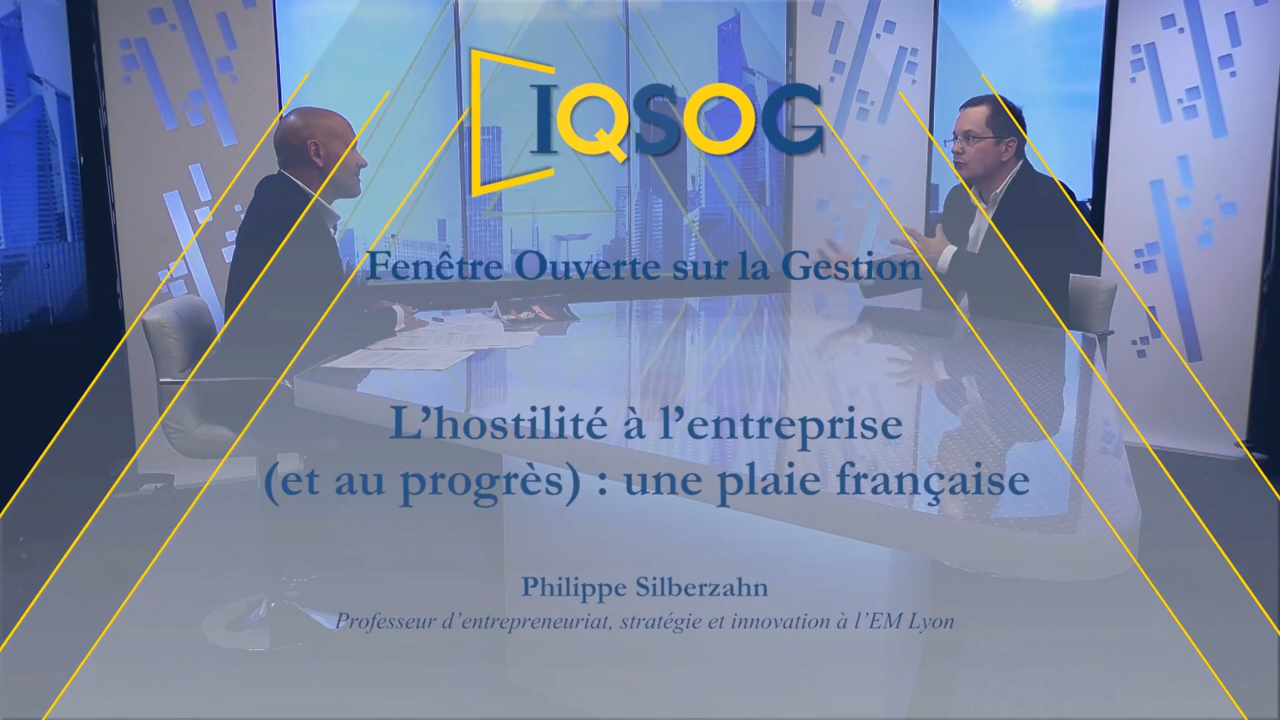 IQSOG
Fenêtre Ouverte sur la Gestion
L’hostilité à l’entreprise
(et au progrès) : une plaie française
Philippe Silberzahn
Professeur d’entrepreneuriat, stratégie et innovation à l’EM Lyon